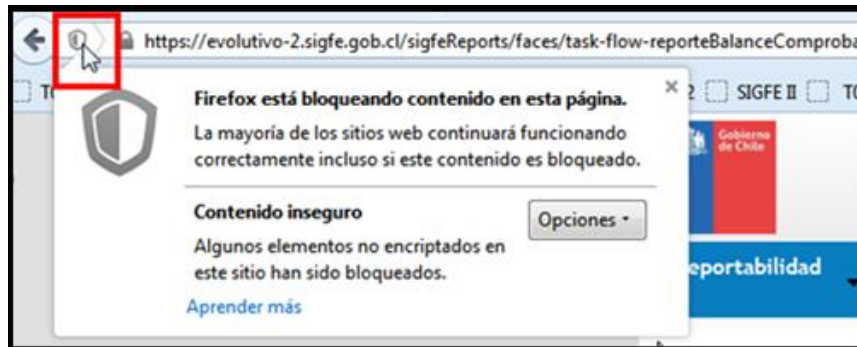 https://evolutivo-2.sigfe.gob.cl/sigfeReports/faces/task-flow-reporteBalanceComproba
SIGFE II
Firefox está bloqueando contenido en esta página.
La mayoría de los sitios web continuará funcionando
correctamente incluso si este contenido es bloqueado.
Gobierno
de Chile
Contenido inseguro
Opciones
Algunos elementos no encriptados en
este sitio han sido bloqueados.
Aprender más
eportabilidad